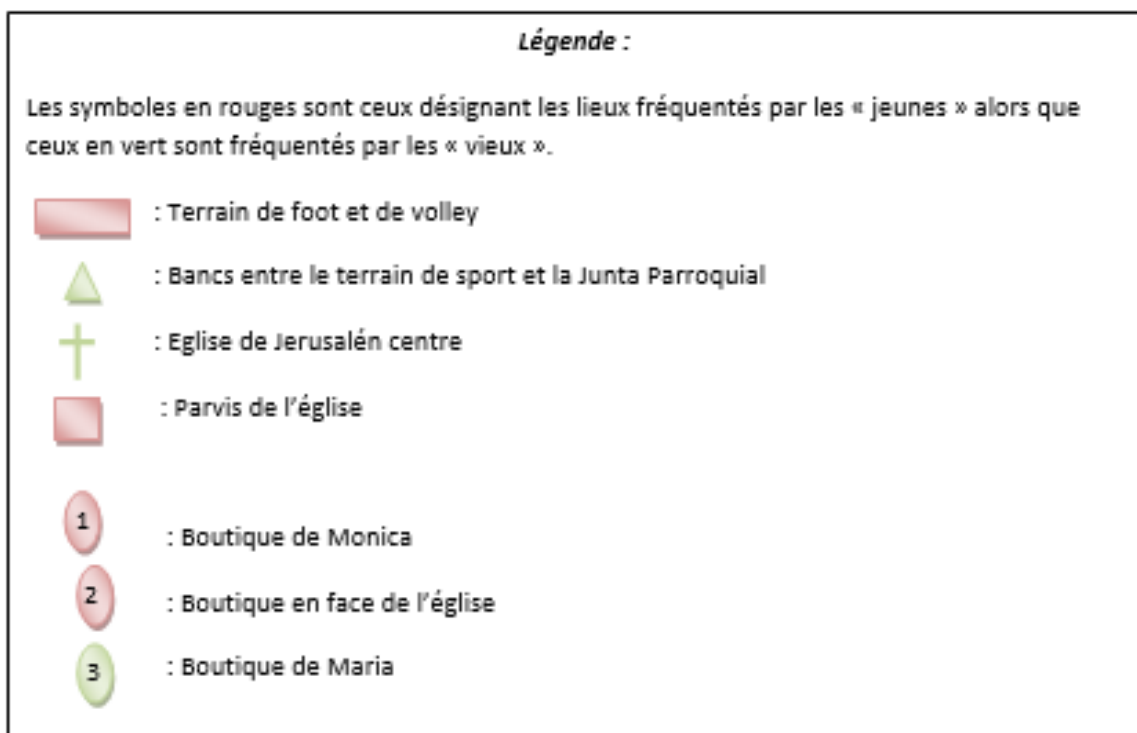 Légende :
Les symboles en rouges sont ceux désignant les lieux fréquentés par les « jeunes » alors que
ceux en vert sont fréquentés par les « vieux ».
: Terrain de foot et de volley
: Bancs entre le terrain de sport et la Junta Parroquial
: Eglise de Jerusalén centre
: Parvis de l'église
1 : Boutique de Monica
2 : Boutique en face de l'église
3 : Boutique de Maria